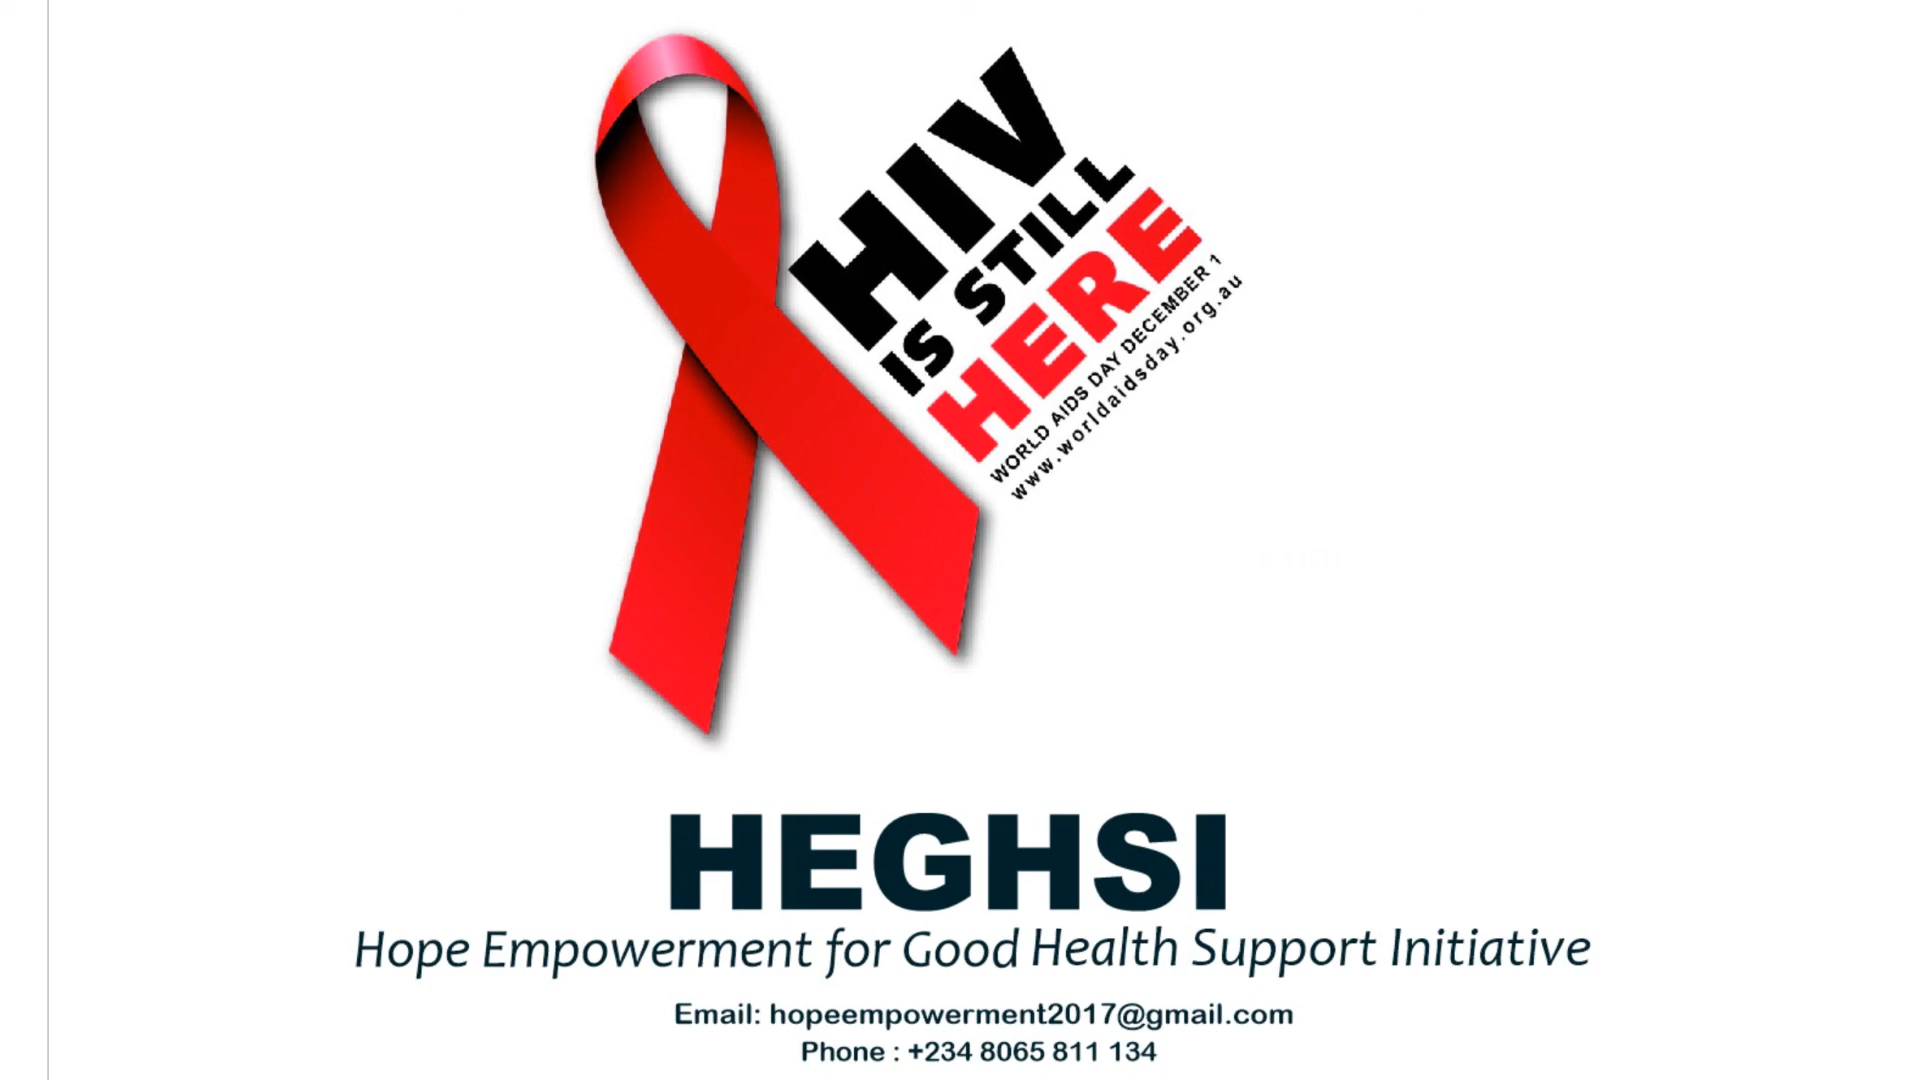 HIV
IS STILL
HERE
WORLD AIDS DAY DECEMBER 1
www.worldaidsday.org.au
HEGHSI
Hope Empowerment for Good Health Support Initiative
Email: hopeempowerment2017@gmail.com
Phone : +234 8065 811 134